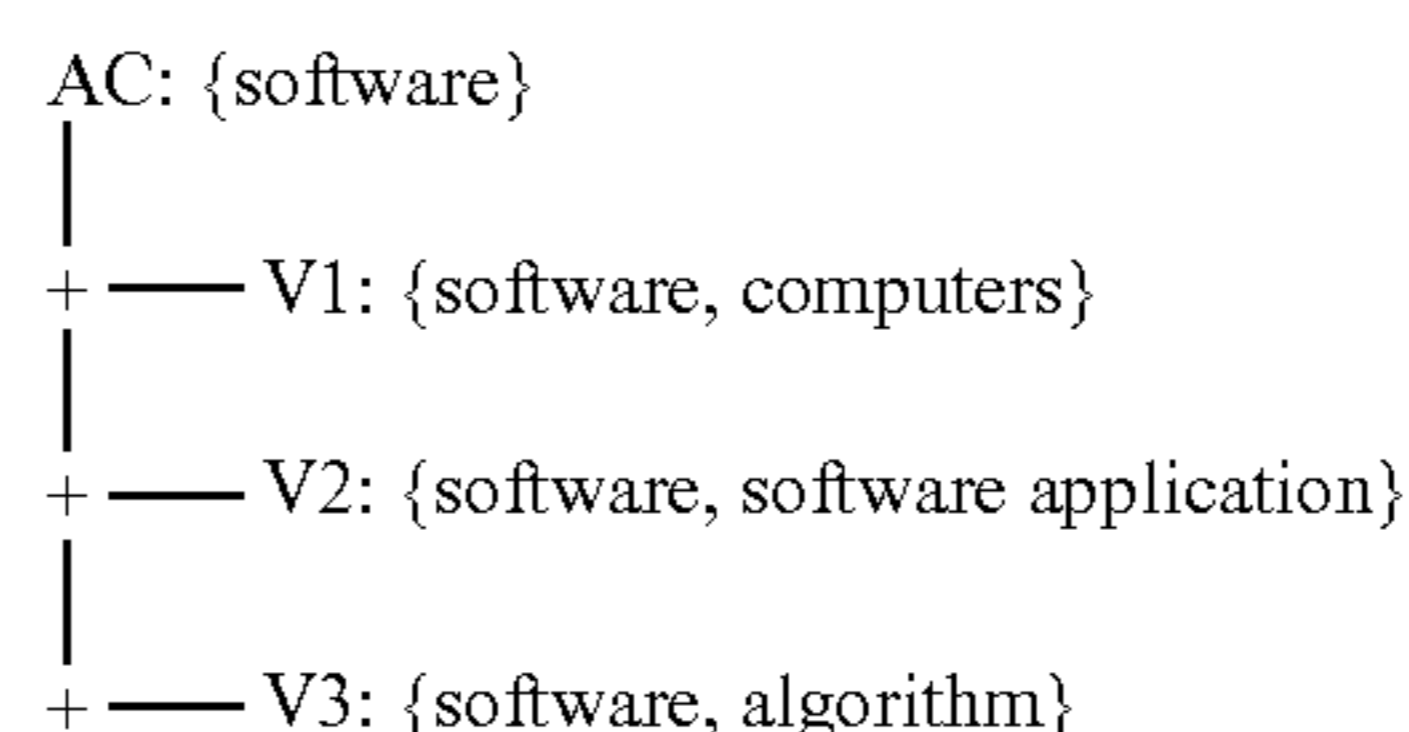 AC: {software}
+ V1: {software, computers}
+ V2: {software, software application}
+ V3: {software, algorithm}